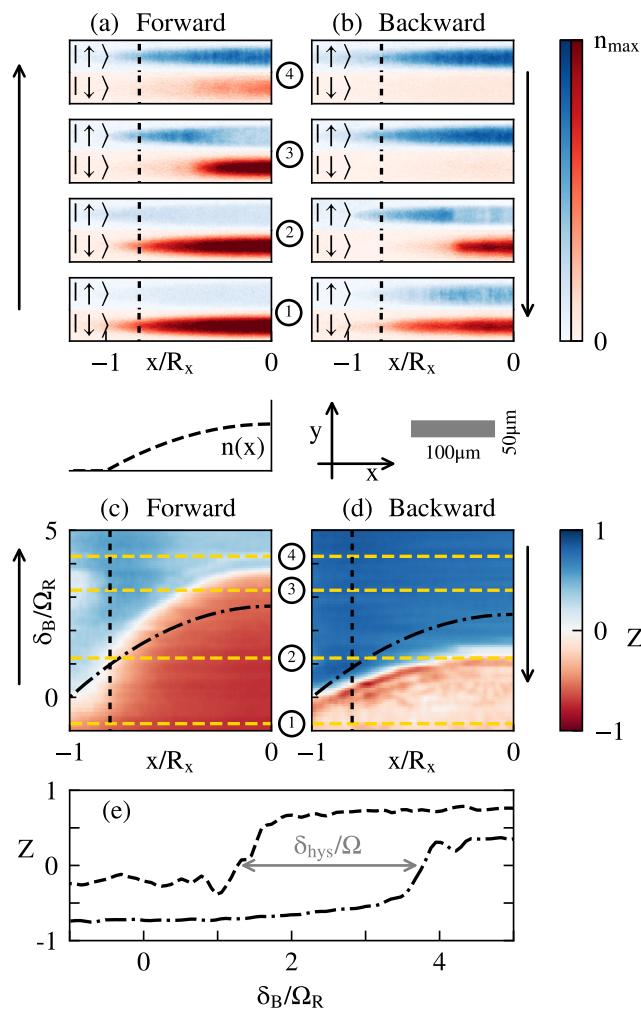 (a) Forward (b) Backward
n_max
|↑⟩ |↑⟩
|↓⟩ ④ |↓⟩
|↑⟩ |↑⟩
|↓⟩ ③ |↓⟩
|↑⟩ |↑⟩
|↓⟩ ② |↓⟩
|↑⟩ |↑⟩
|↓⟩ ① |↓⟩
0
−1 x/R_x 0 −1 x/R_x 0
n(x) y x 100μm 50μm
(c) Forward (d) Backward
5 ④ 1
③
δ_B/Ω_R 0 Z
②
0
① −1
−1 x/R_x 0 −1 x/R_x 0
1 (e)
δ_hys/Ω
Z 0
-1
0 2 4
δ_B/Ω_R